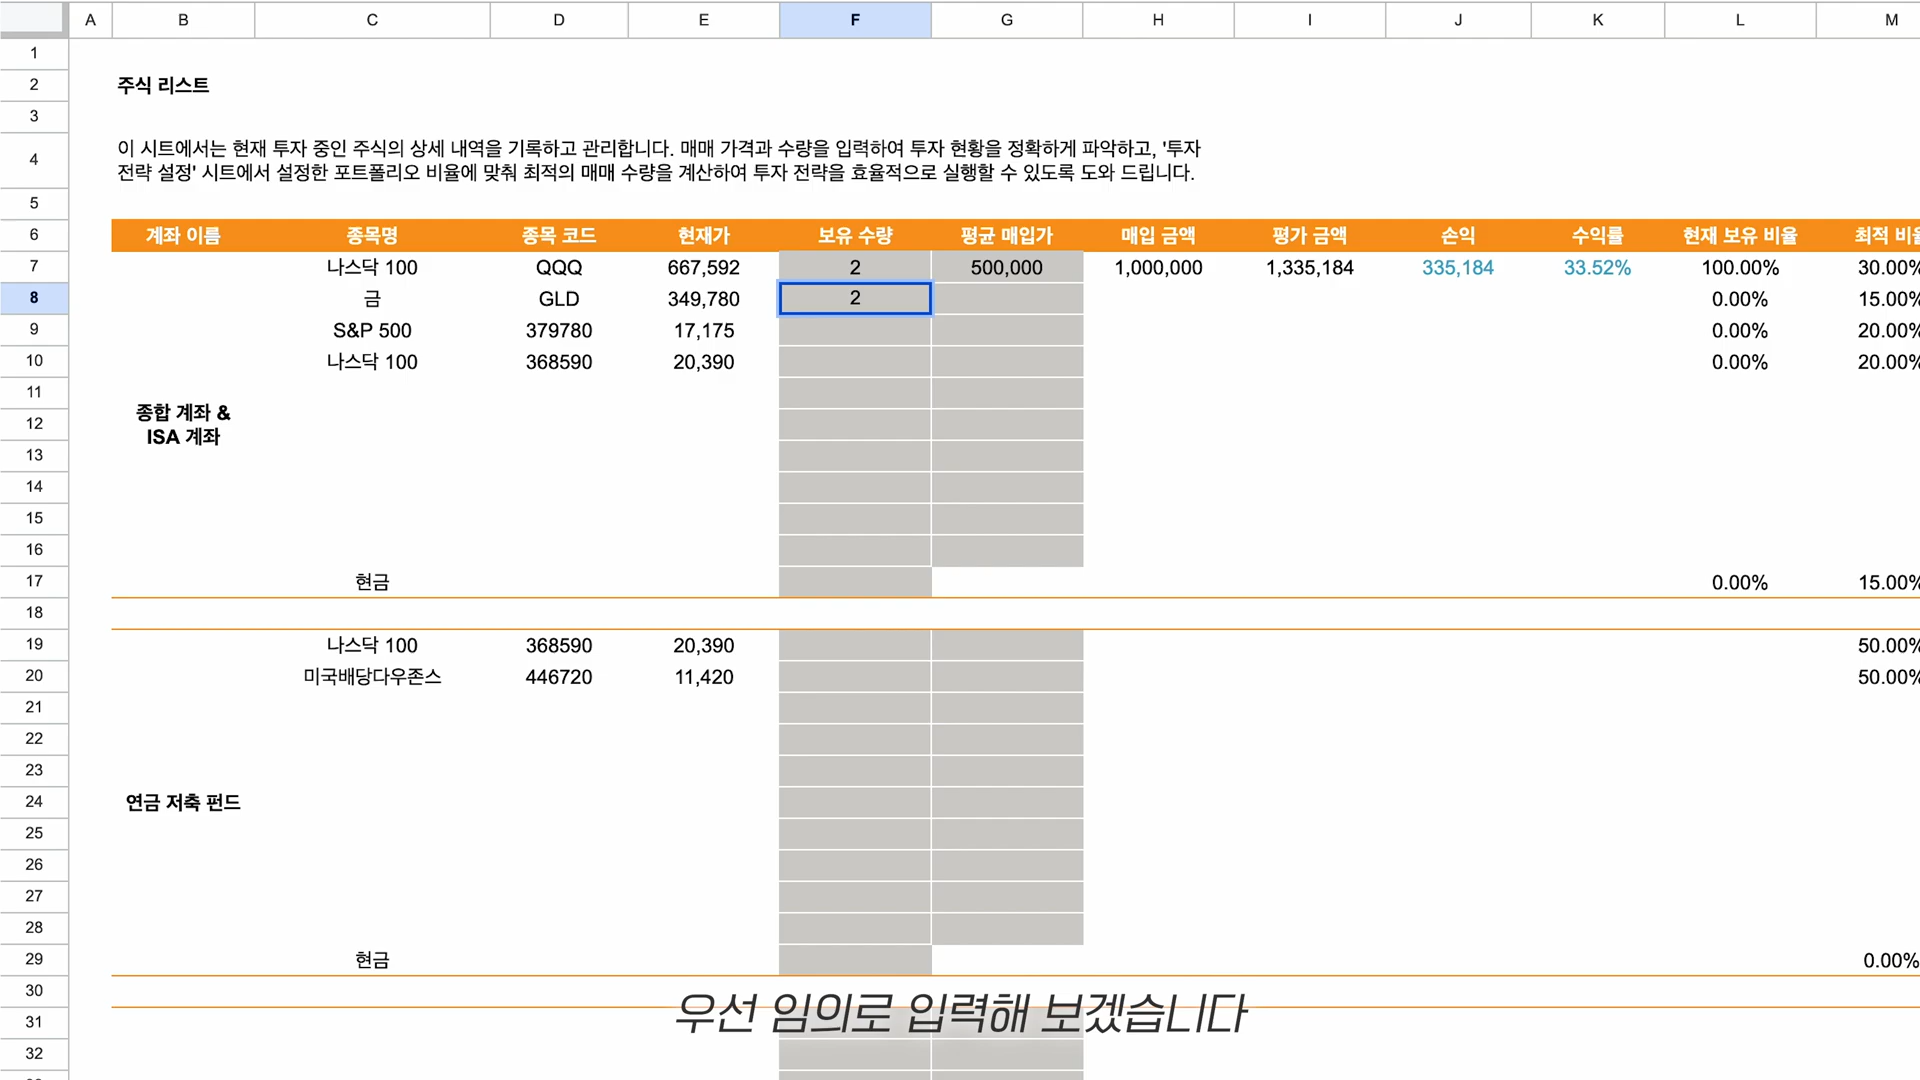 A B C D E F G H I J K L M
1
2 주식 리스트
3
이 시트에서는 현재 투자 중인 주식의 상세 내역을 기록하고 관리합니다. 매매 가격과 수량을 입력하여 투자 현황을 정확하게 파악하고, '투자
4
전략 설정' 시트에서 설정한 포트폴리오 비율에 맞춰 최적의 매매 수량을 계산하여 투자 전략을 효율적으로 실행할 수 있도록 도와 드립니다.
5
6 계좌 이름 종목명 종목 코드 현재가 보유 수량 평균 매입가 매입 금액 평가 금액 손익 수익률 현재 보유 비율 최적 비율
7 나스닥 100 QQQ 667,592 2 500,000 1,000,000 1,335,184 335,184 33.52% 100.00% 30.00%
8 금 GLD 349,780 2 0.00% 15.00%
9 S&P 500 379780 17,175 0.00% 20.00%
10 나스닥 100 368590 20,390 0.00% 20.00%
11
종합 계좌 &
12
ISA 계좌
13
14
15
16
17 현금 0.00% 15.00%
18
19 나스닥 100 368590 20,390 50.00%
20 미국배당다우존스 446720 11,420 50.00%
21
22
23
24 연금 저축 펀드
25
26
27
28
29 현금 0.00%
30
우선 임의로 입력해 보겠습니다
31
32